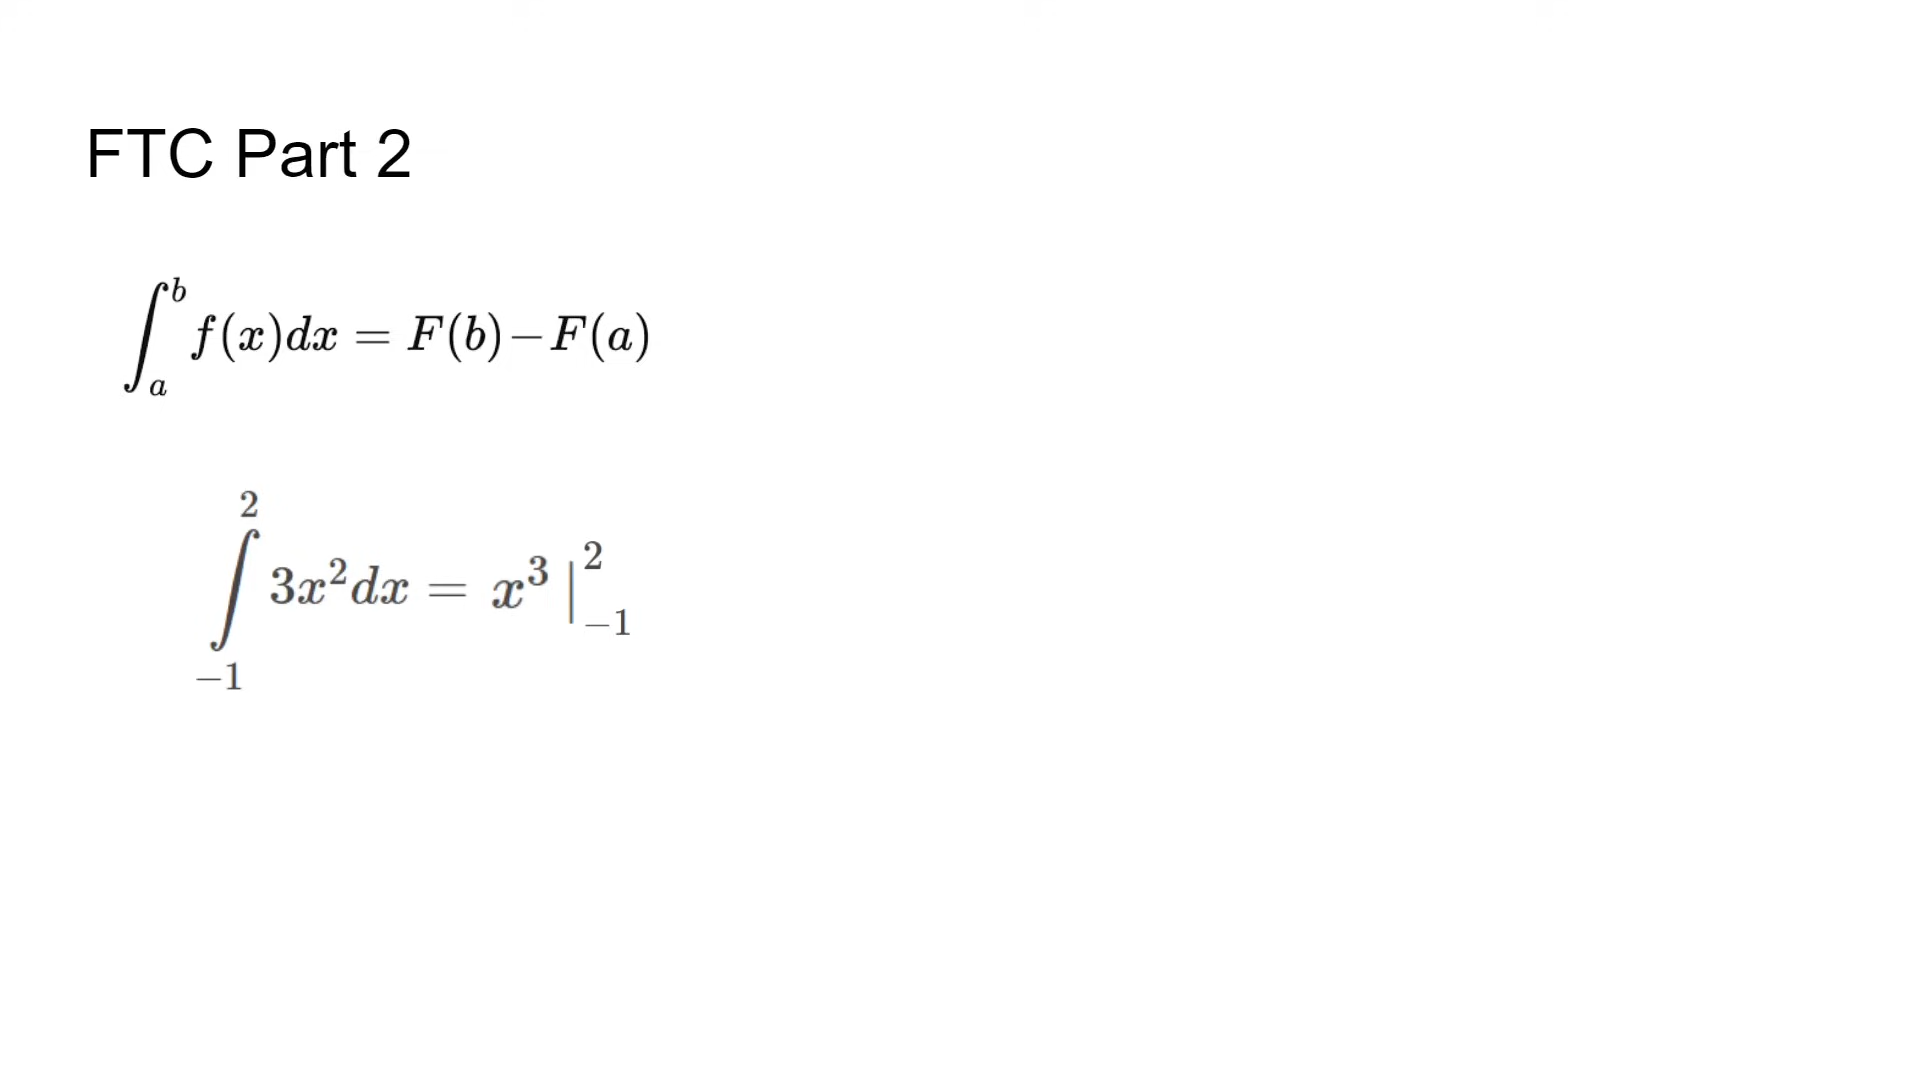 FTC Part 2
∫_a^b f(x)dx = F(b) − F(a)
∫_{−1}^{2} 3x²dx = x³ |_{−1}^{2}